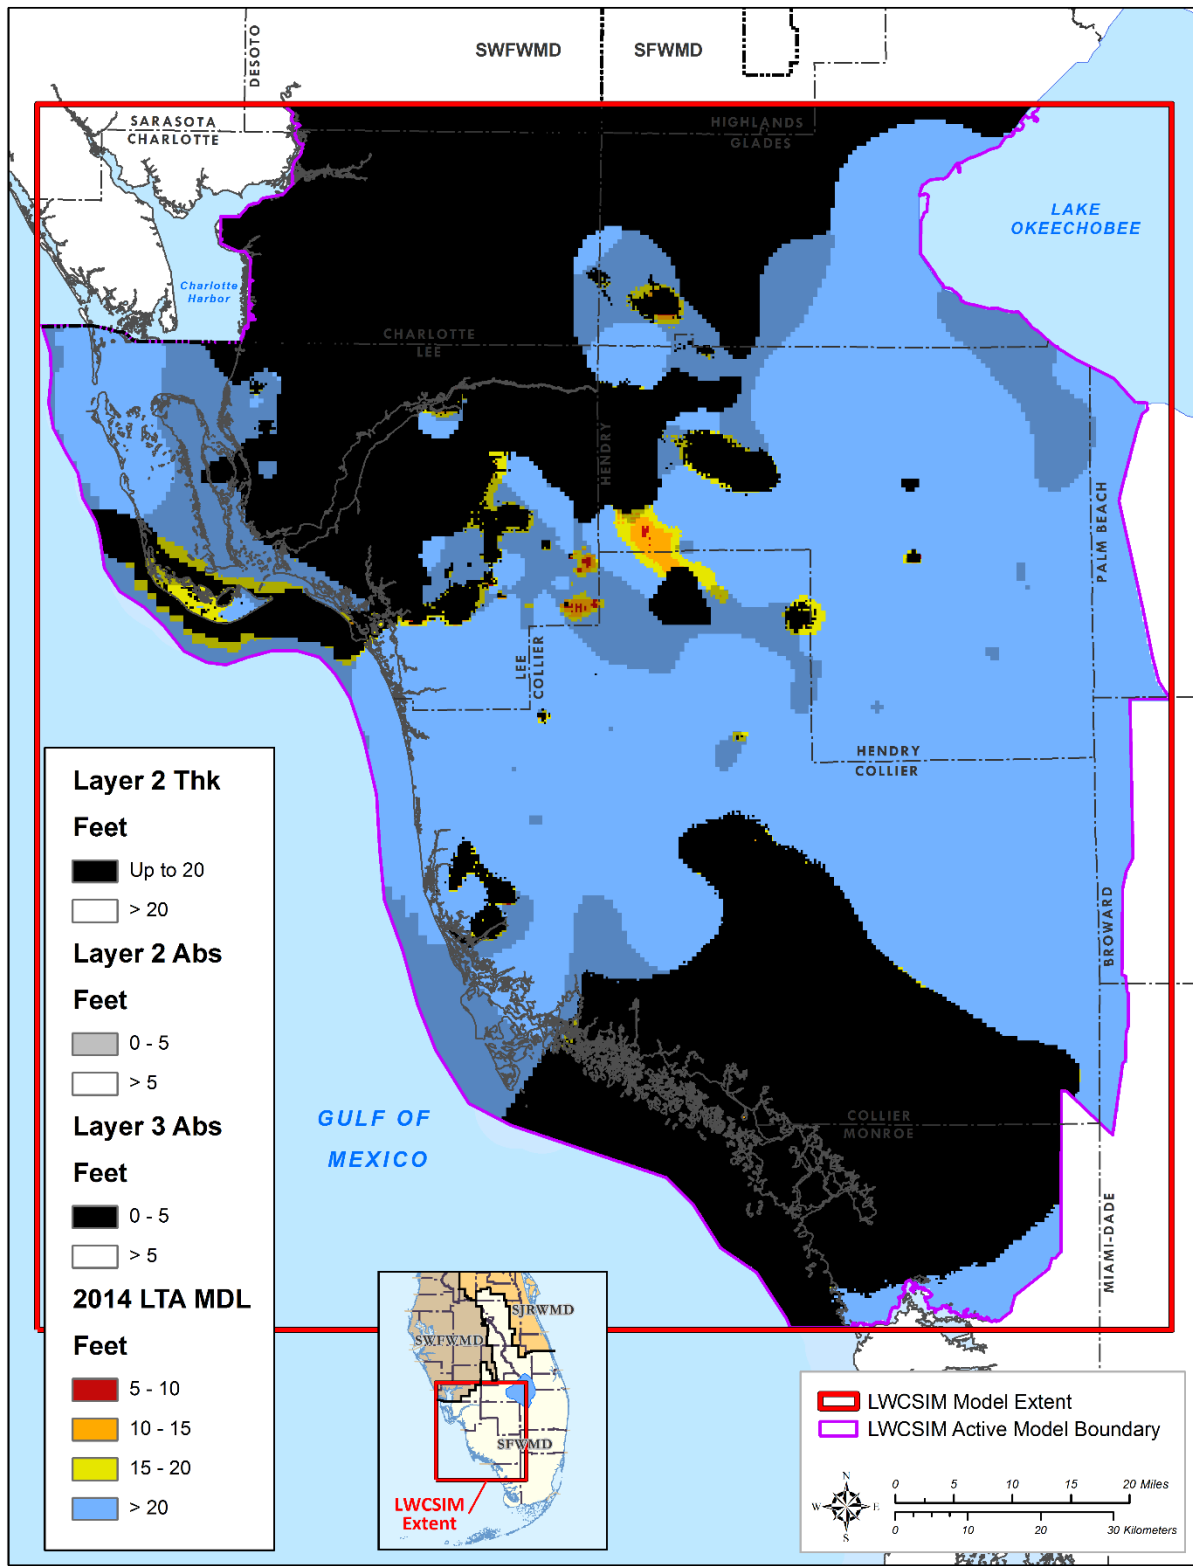 DESOTO
SWFWMD
SFWMD
SARASOTA
CHARLOTTE
HIGHLANDS
GLADES
LAKE
OKEECHOBEE
Charlotte
Harbor
CHARLOTTE
LEE
HENDRY
PALM BEACH
LEE
COLLIER
HENDRY
COLLIER
BROWARD
COLLIER
MONROE
MIAMI-DADE
GULF OF
MEXICO
Layer 2 Thk
Feet
Up to 20
> 20
Layer 2 Abs
Feet
0 - 5
> 5
Layer 3 Abs
Feet
0 - 5
> 5
2014 LTA MDL
Feet
5 - 10
10 - 15
15 - 20
> 20
SJRWMD
SWFWMD
SFWMD
LWCSIM
Extent
LWCSIM Model Extent
LWCSIM Active Model Boundary
N
W
E
S
0 5 10 15 20 Miles
0 10 20 30 Kilometers